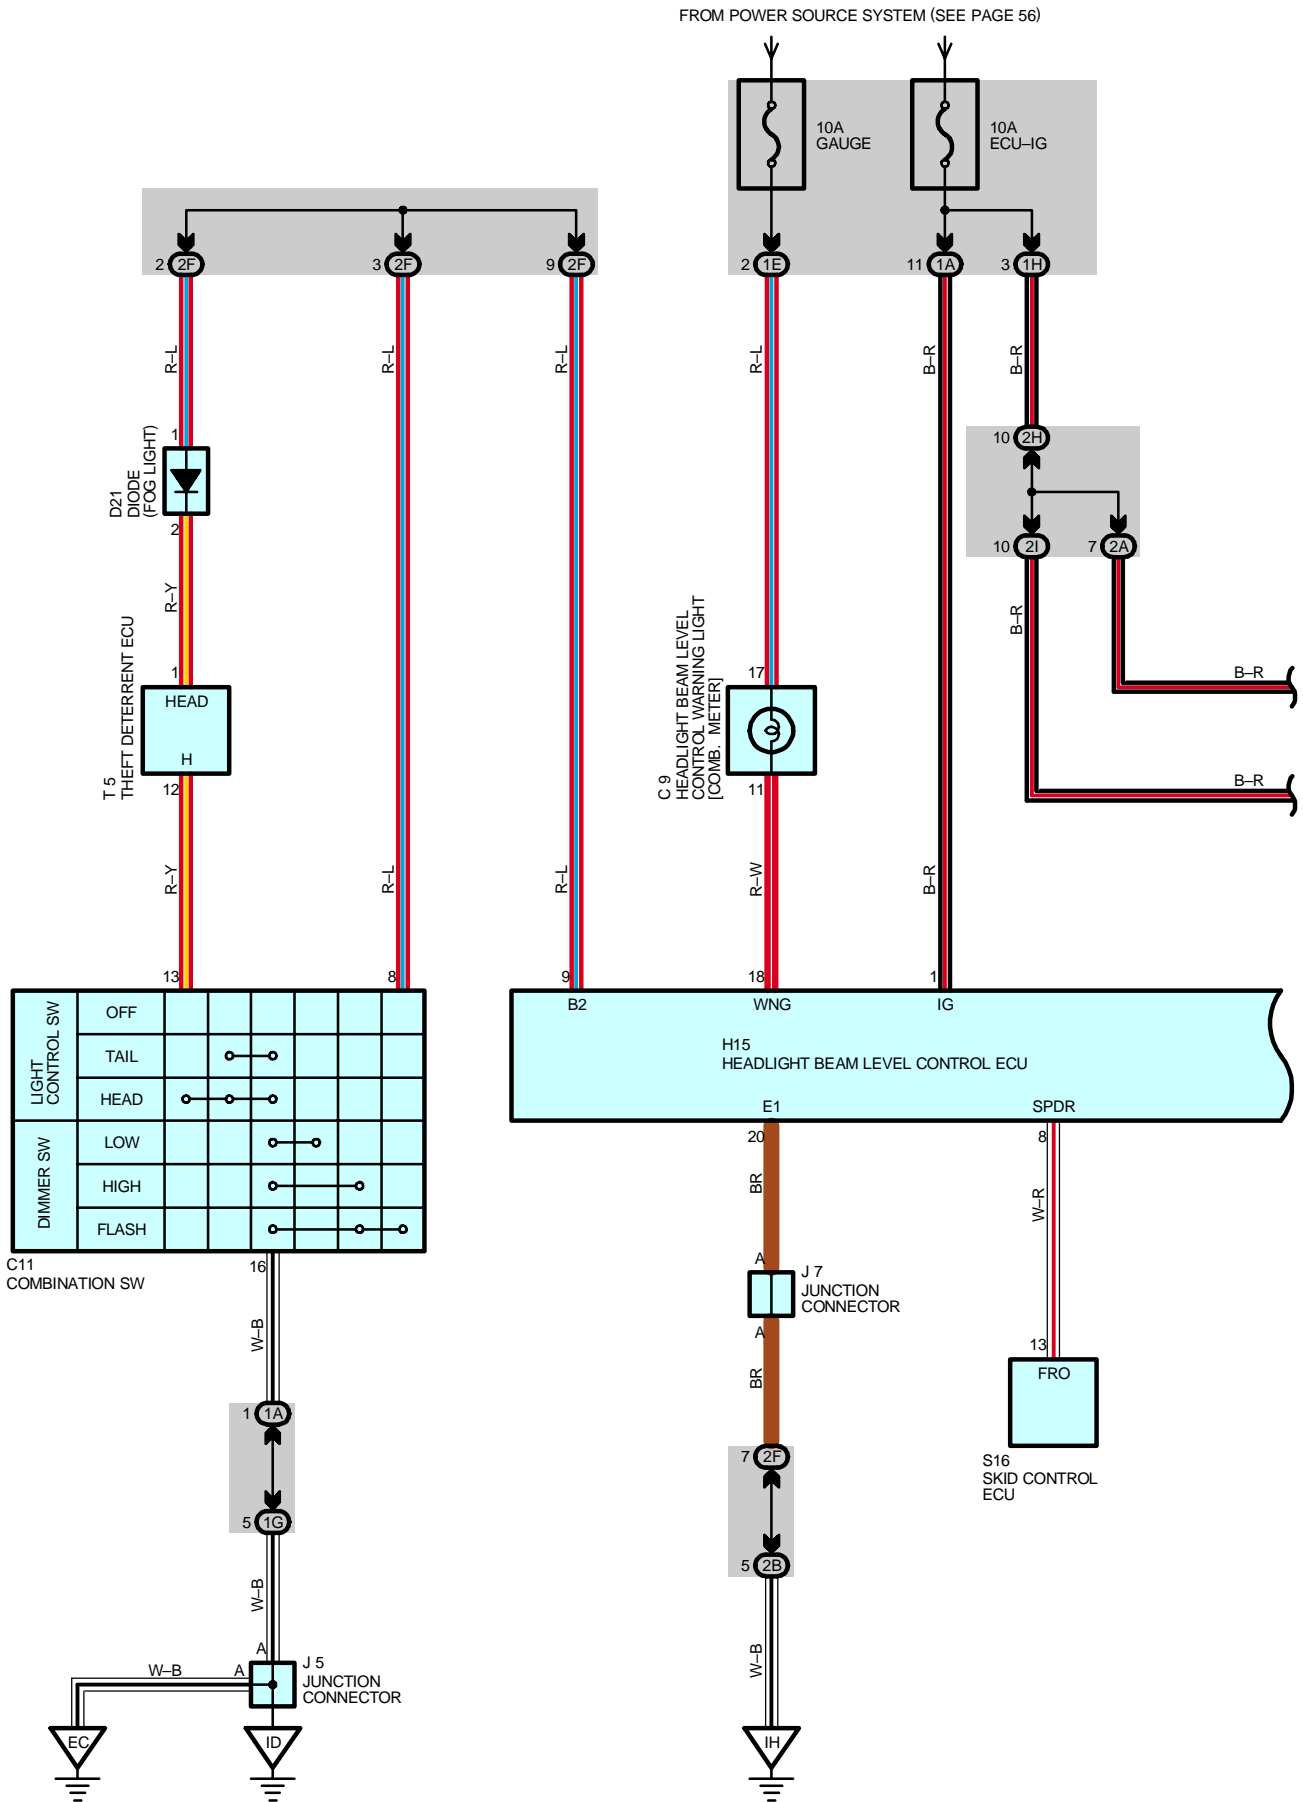 FROM POWER SOURCE SYSTEM (SEE PAGE 56)
10A
GAUGE
10A
ECU–IG
2 2F
3 2F
9 2F
2 1E
11 1A
3 1H
R–L
R–L
R–L
R–L
B–R
B–R
1
D21
DIODE
(FOG LIGHT)
2
10 2H
10 2I
7 2A
R–Y
B–R
T 5
THEFT DETERRENT ECU
1
HEAD
H
12
C 9
HEADLIGHT BEAM LEVEL
CONTROL WARNING LIGHT
[COMB. METER]
17
11
B–R
B–R
R–Y
R–L
R–L
R–W
B–R
13
8
9
18
1
LIGHT
CONTROL SW
OFF
TAIL
HEAD
DIMMER SW
LOW
HIGH
FLASH
C11
COMBINATION SW
16
B2
WNG
IG
H15
HEADLIGHT BEAM LEVEL CONTROL ECU
E1
SPDR
20
8
BR
W–R
A
J 7
JUNCTION
CONNECTOR
A
BR
13
FRO
S16
SKID CONTROL
ECU
W–B
1 1A
5 1G
7 2F
5 2B
W–B
W–B
A
W–B
A
J 5
JUNCTION
CONNECTOR
EC
ID
IH